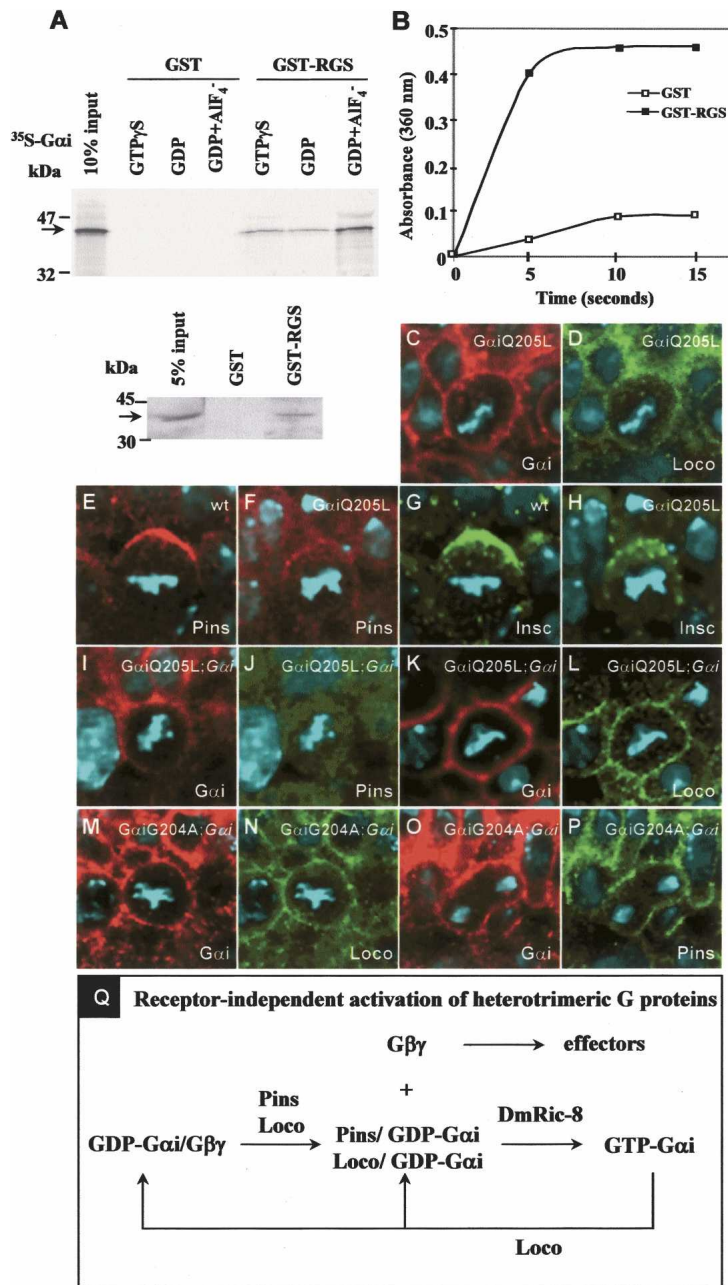 A
GST
GST-RGS
³⁵S-Gαi
10% input
GTPγS
GDP
GDP+AlF₄⁻
GTPγS
GDP
GDP+AlF₄⁻
kDa
47
32
kDa
5% input
GST
GST-RGS
45
30
B
0.5
0.4
0.3
0.2
0.1
0
Absorbance (360 nm)
GST
GST-RGS
0 5 10 15
Time (seconds)
C GαiQ205L
Gαi
D GαiQ205L
Loco
E wt
Pins
F GαiQ205L
Pins
G wt
Insc
H GαiQ205L
Insc
I GαiQ205L;Gαi
Gαi
J GαiQ205L;Gαi
Pins
K GαiQ205L;Gαi
Gαi
L GαiQ205L;Gαi
Loco
M GαiG204A;Gαi
Gαi
N GαiG204A;Gαi
Loco
O GαiG204A;Gαi
Gαi
P GαiG204A;Gαi
Pins
Q Receptor-independent activation of heterotrimeric G proteins
Gβγ effectors
+
Pins
Loco
DmRic-8
GDP-Gαi/Gβγ
Pins/ GDP-Gαi
Loco/ GDP-Gαi
GTP-Gαi
Loco